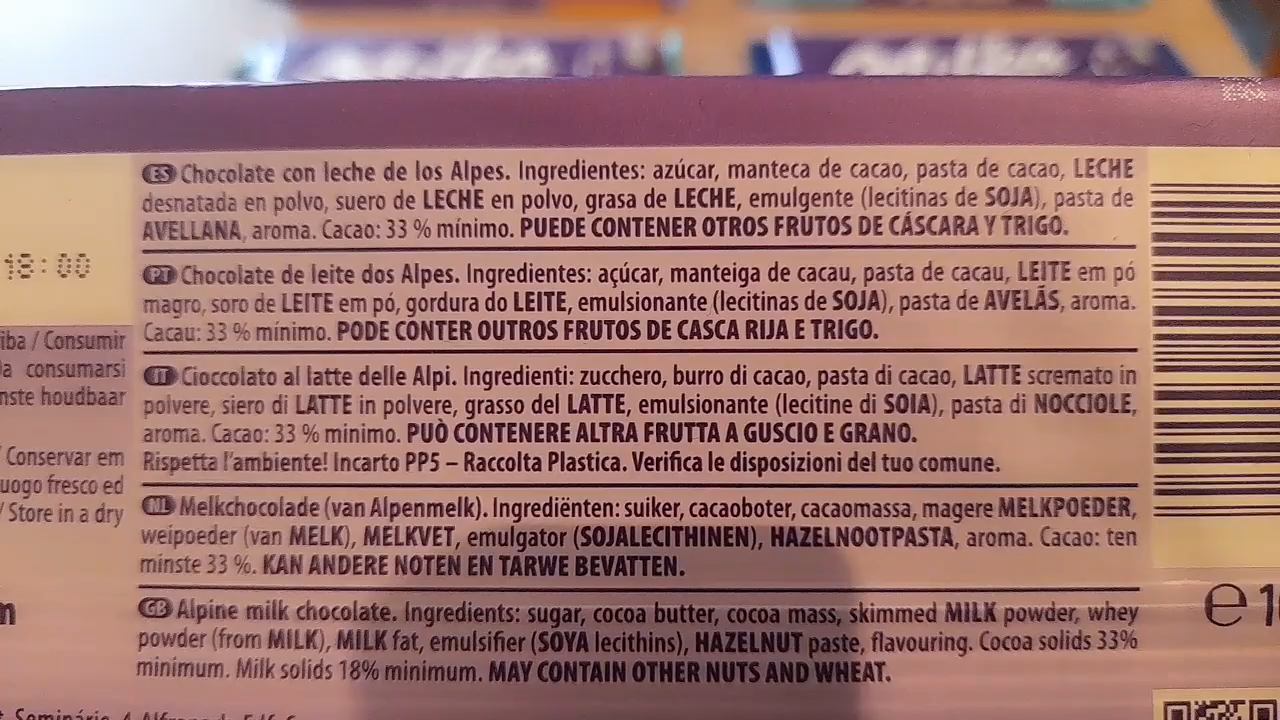 ES Chocolate con leche de los Alpes. Ingredientes: azúcar, manteca de cacao, pasta de cacao, LECHE
desnatada en polvo, suero de LECHE en polvo, grasa de LECHE, emulgente (lecitinas de SOJA), pasta de
AVELLANA, aroma. Cacao: 33 % mínimo. PUEDE CONTENER OTROS FRUTOS DE CÁSCARA Y TRIGO.
18:00
PT Chocolate de leite dos Alpes. Ingredientes: açúcar, manteiga de cacau, pasta de cacau, LEITE em pó
magro, soro de LEITE em pó, gordura do LEITE, emulsionante (lecitinas de SOJA), pasta de AVELÃS, aroma.
Cacau: 33 % mínimo. PODE CONTER OUTROS FRUTOS DE CASCA RIJA E TRIGO.
iba / Consumir
la consumarsi
nste houdbaar
IT Cioccolato al latte delle Alpi. Ingredienti: zucchero, burro di cacao, pasta di cacao, LATTE scremato in
polvere, siero di LATTE in polvere, grasso del LATTE, emulsionante (lecitine di SOIA), pasta di NOCCIOLE,
aroma. Cacao: 33 % minimo. PUÒ CONTENERE ALTRA FRUTTA A GUSCIO E GRANO.
Rispetta l'ambiente! Incarto PP5 – Raccolta Plastica. Verifica le disposizioni del tuo comune.
/ Conservar em
uogo fresco ed
/ Store in a dry
NL Melkchocolade (van Alpenmelk). Ingrediënten: suiker, cacaoboter, cacaomassa, magere MELKPOEDER,
weipoeder (van MELK), MELKVET, emulgator (SOJALECITHINEN), HAZELNOOTPASTA, aroma. Cacao: ten
minste 33 %. KAN ANDERE NOTEN EN TARWE BEVATTEN.
GB Alpine milk chocolate. Ingredients: sugar, cocoa butter, cocoa mass, skimmed MILK powder, whey
powder (from MILK), MILK fat, emulsifier (SOYA lecithins), HAZELNUT paste, flavouring. Cocoa solids 33%
minimum. Milk solids 18% minimum. MAY CONTAIN OTHER NUTS AND WHEAT.
e 1